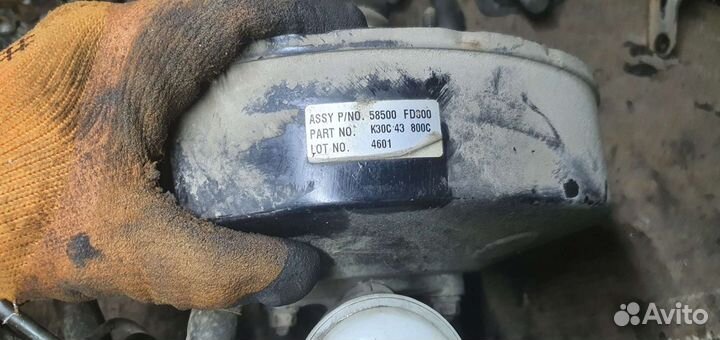 ASSY P/NO. 58500 FD300
PART NO. K30C 43 800C
LOT NO. 4601
Avito